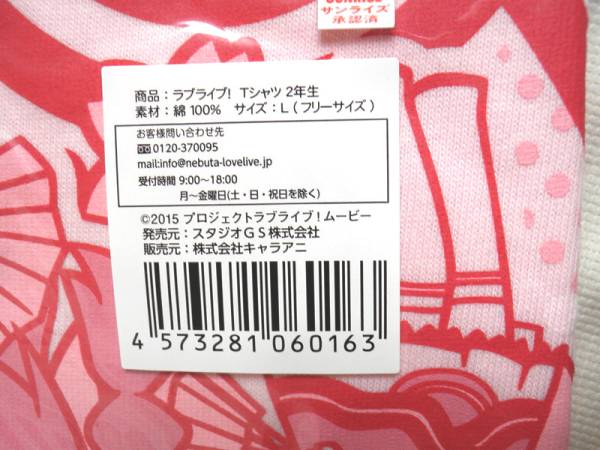 SUNRISE
サンライズ
承認済
商品：ラブライブ！ Tシャツ 2年生
素材：綿 100%　サイズ：L（フリーサイズ）
お客様問い合わせ先
0120-370095
mail:info@nebuta-lovelive.jp
受付時間 9:00〜18:00
月〜金曜日(土・日・祝日を除く)
©2015 プロジェクトラブライブ！ムービー
発売元：スタジオＧＳ株式会社
販売元：株式会社キャラアニ
4 573281 060163